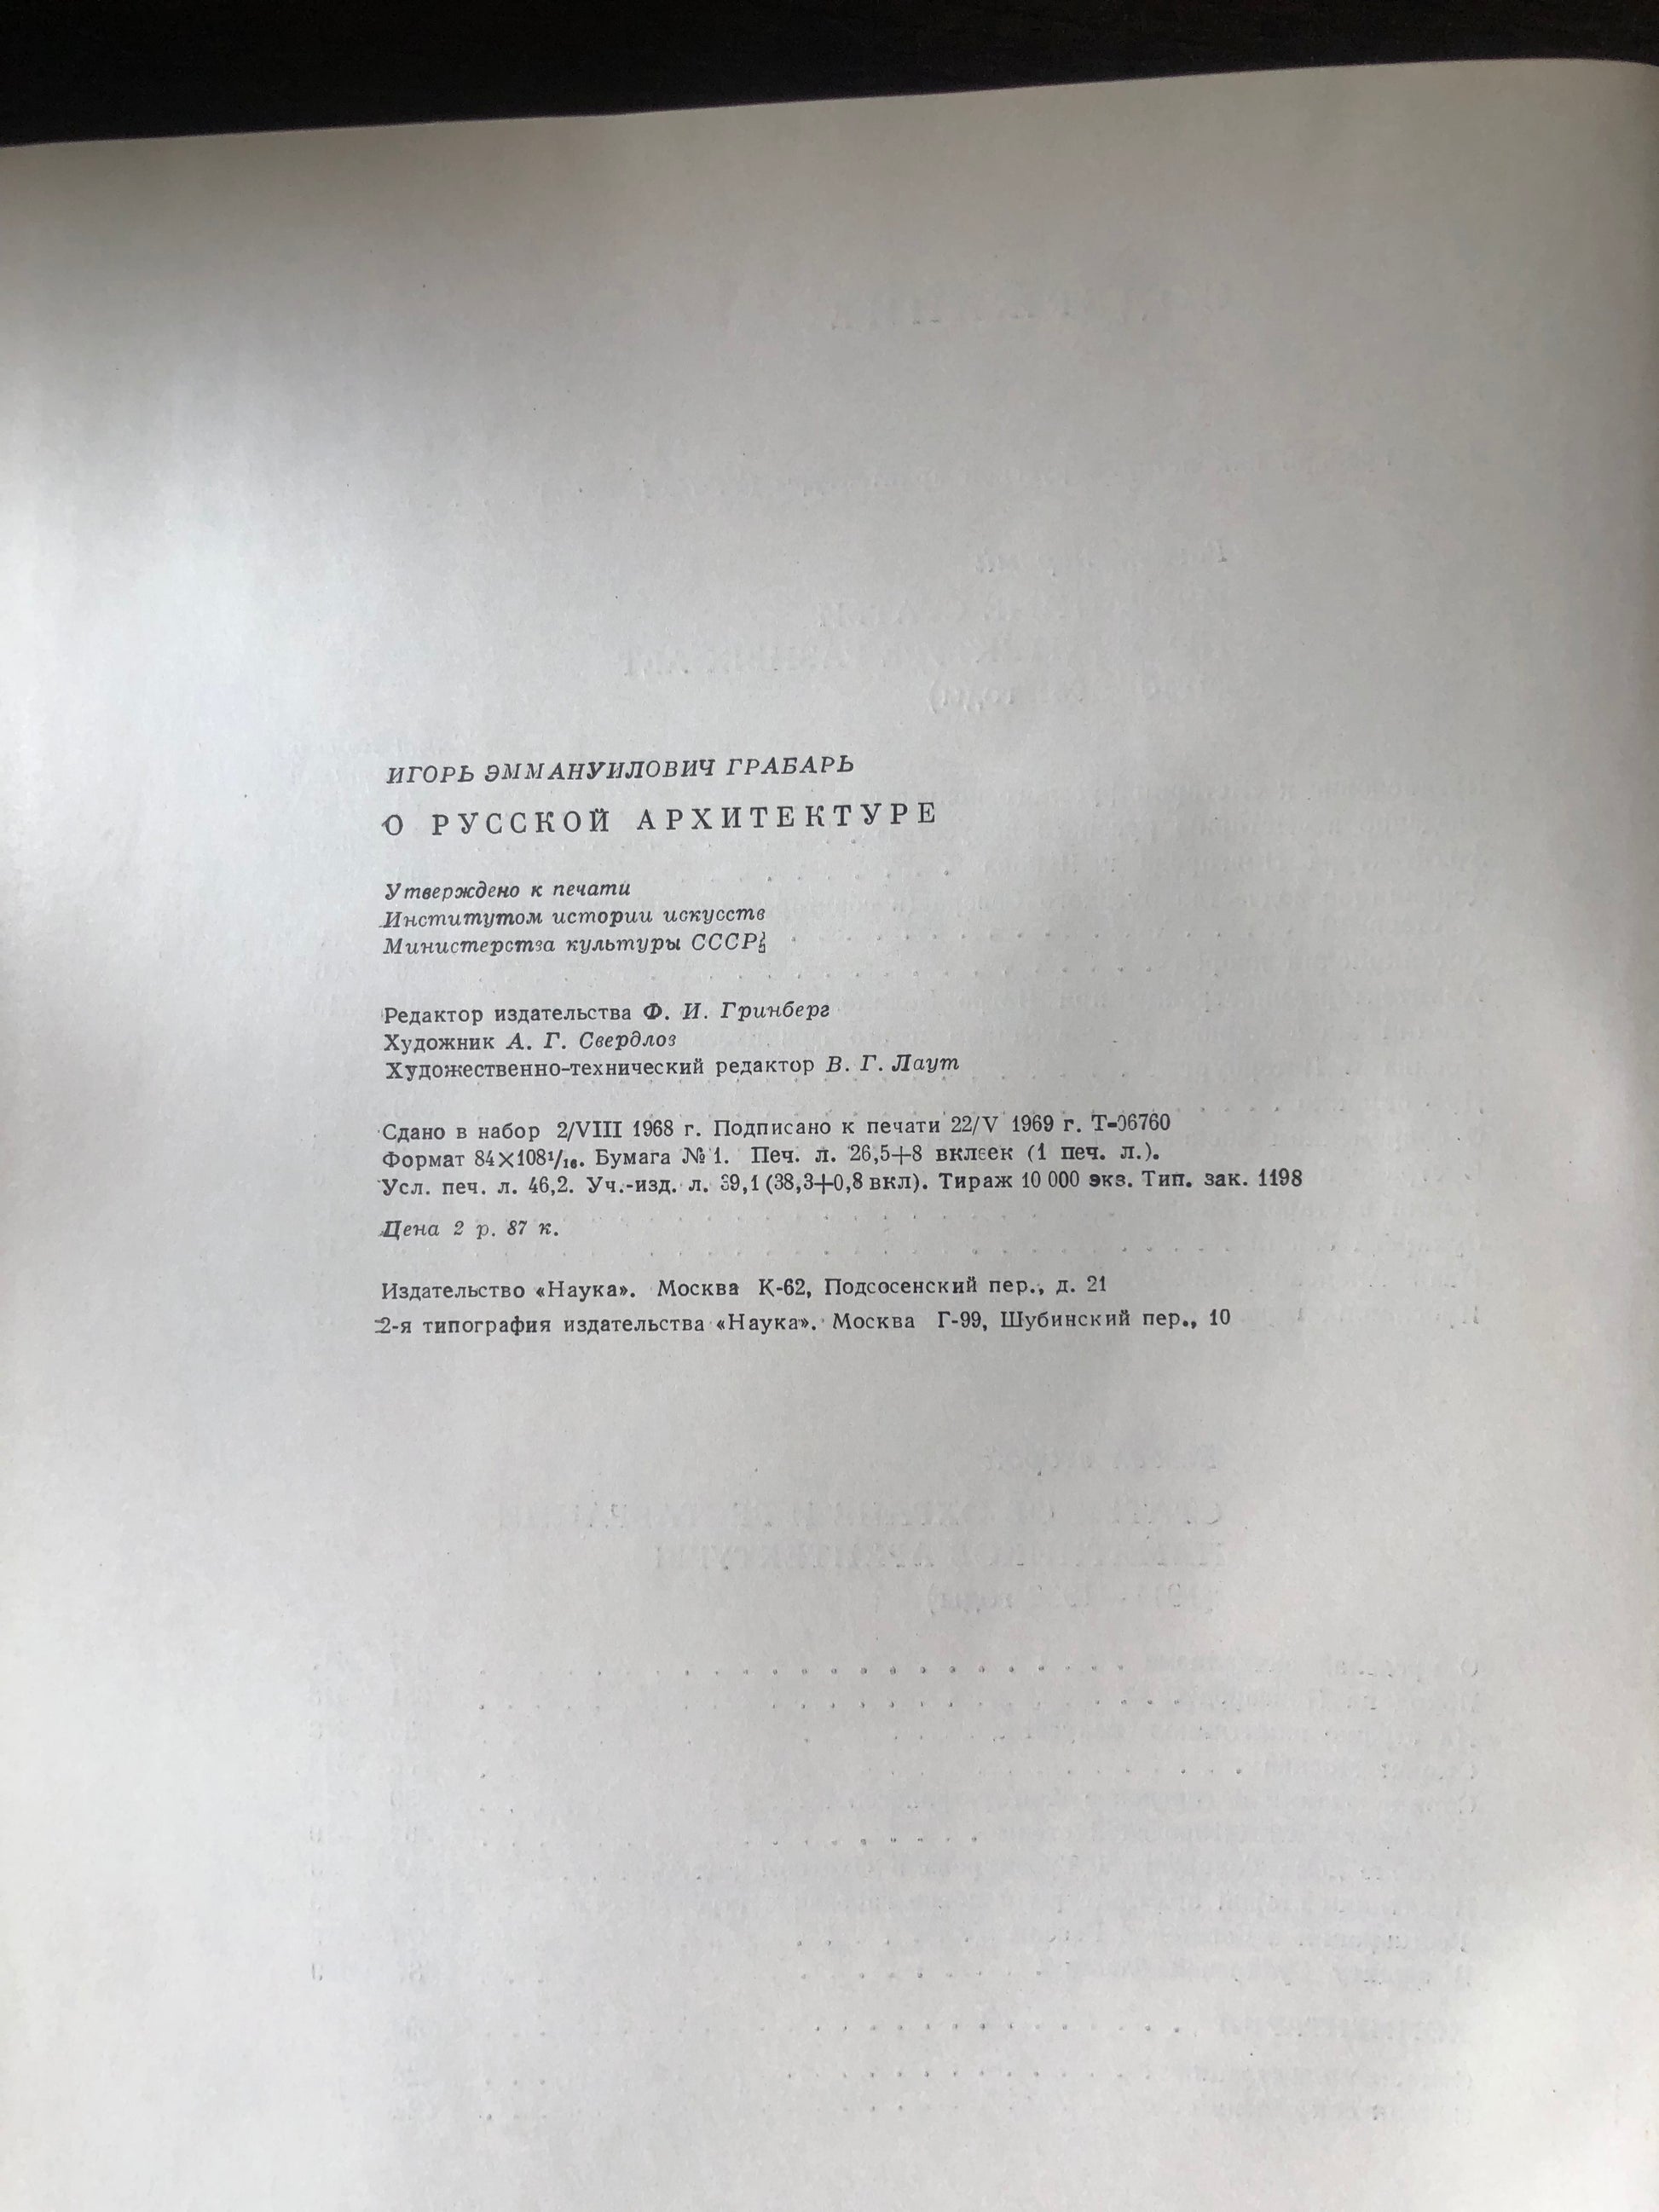 ИГОРЬ ЭММАНУИЛОВИЧ ГРАБАРЬ
О РУССКОЙ АРХИТЕКТУРЕ
Утверждено к печати
Институтом истории искусств
Министерства культуры СССР
Редактор издательства Ф. И. Гринберг
Художник А. Г. Свердлов
Художественно-технический редактор В. Г. Лаут
Сдано в набор 2/VIII 1968 г. Подписано к печати 22/V 1969 г. Т-06760
Формат 84×108¹/₁₆. Бумага № 1. Печ. л. 26,5+8 вклеек (1 печ. л.).
Усл. печ. л. 46,2. Уч.-изд. л. 39,1 (38,3+0,8 вкл). Тираж 10 000 экз. Тип. зак. 1198
Цена 2 р. 87 к.
Издательство «Наука». Москва К-62, Подсосенский пер., д. 21
2-я типография издательства «Наука». Москва Г-99, Шубинский пер., 10